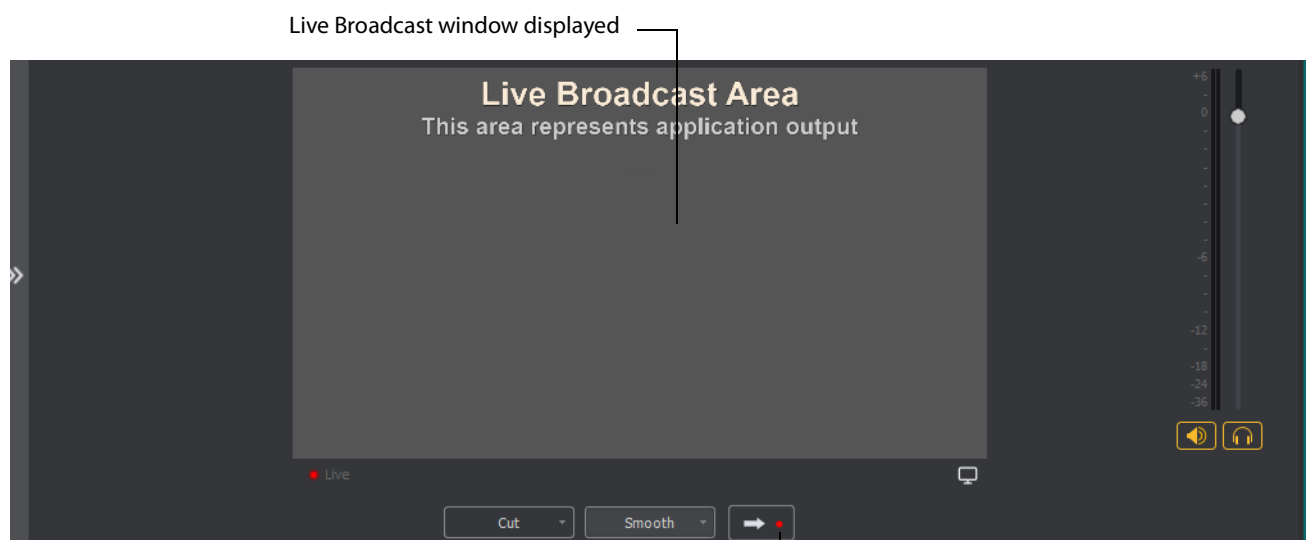 Live Broadcast window displayed
Live Broadcast Area
This area represents application output
+6
0
-6
-12
-18
-24
-36
Live
Cut
Smooth